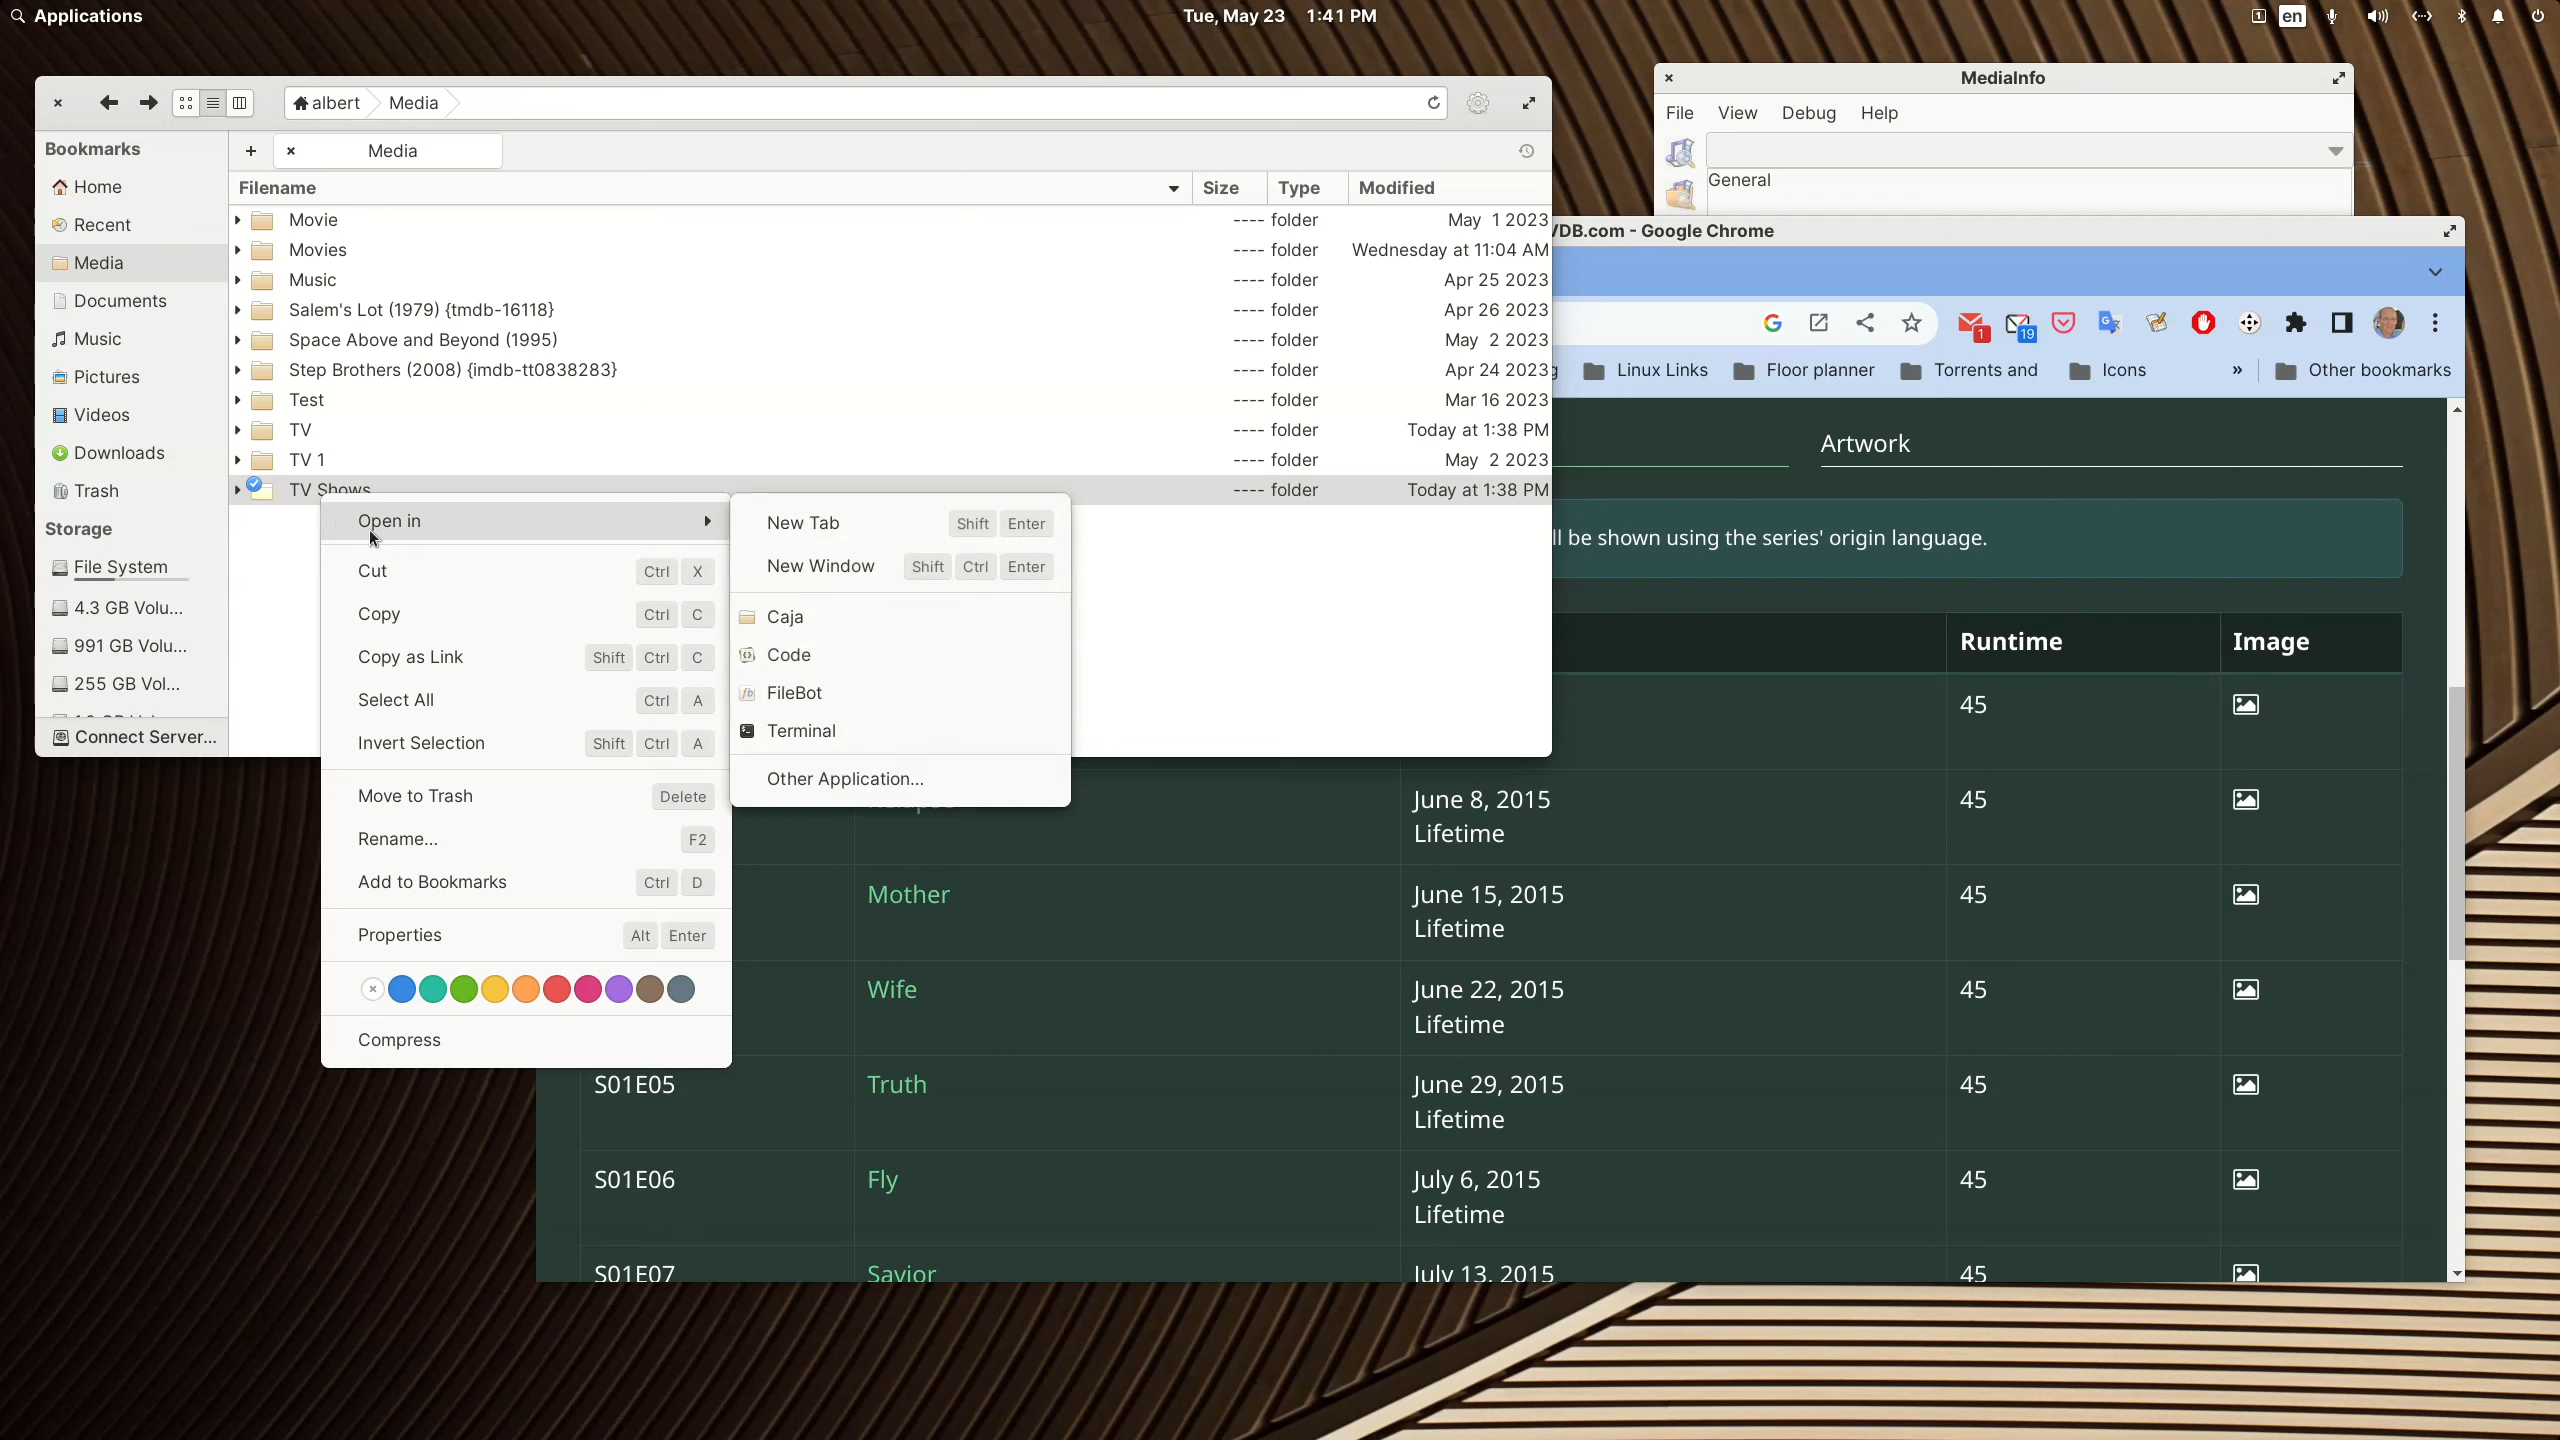 Applications
Tue, May 23 1:41 PM
1 en
albert Media
Media
Bookmarks
Home
Recent
Media
Documents
Music
Pictures
Videos
Downloads
Trash
Storage
File System
4.3 GB Volu...
991 GB Volu...
255 GB Vol...
Connect Server...
Filename Size Type Modified
Movie ---- folder May 1 2023
Movies ---- folder Wednesday at 11:04 AM
Music ---- folder Apr 25 2023
Salem's Lot (1979) {tmdb-16118} ---- folder Apr 26 2023
Space Above and Beyond (1995) ---- folder May 2 2023
Step Brothers (2008) {imdb-tt0838283} ---- folder Apr 24 2023
Test ---- folder Mar 16 2023
TV ---- folder Today at 1:38 PM
TV 1 ---- folder May 2 2023
TV Shows ---- folder Today at 1:38 PM
Open in
Cut Ctrl X
Copy Ctrl C
Copy as Link Shift Ctrl C
Select All Ctrl A
Invert Selection Shift Ctrl A
Move to Trash Delete
Rename... F2
Add to Bookmarks Ctrl D
Properties Alt Enter
Compress
New Tab Shift Enter
New Window Shift Ctrl Enter
Caja
Code
FileBot
Terminal
Other Application...
MediaInfo
File View Debug Help
General
VDB.com - Google Chrome
1 19
Linux Links Floor planner Torrents and Icons » Other bookmarks
Artwork
ll be shown using the series' origin language.
Runtime Image
45
June 8, 2015 45
Lifetime
Mother June 15, 2015 45
Lifetime
Wife June 22, 2015 45
Lifetime
S01E05 Truth June 29, 2015 45
Lifetime
S01E06 Fly July 6, 2015 45
Lifetime
S01E07 Savior July 13, 2015 45